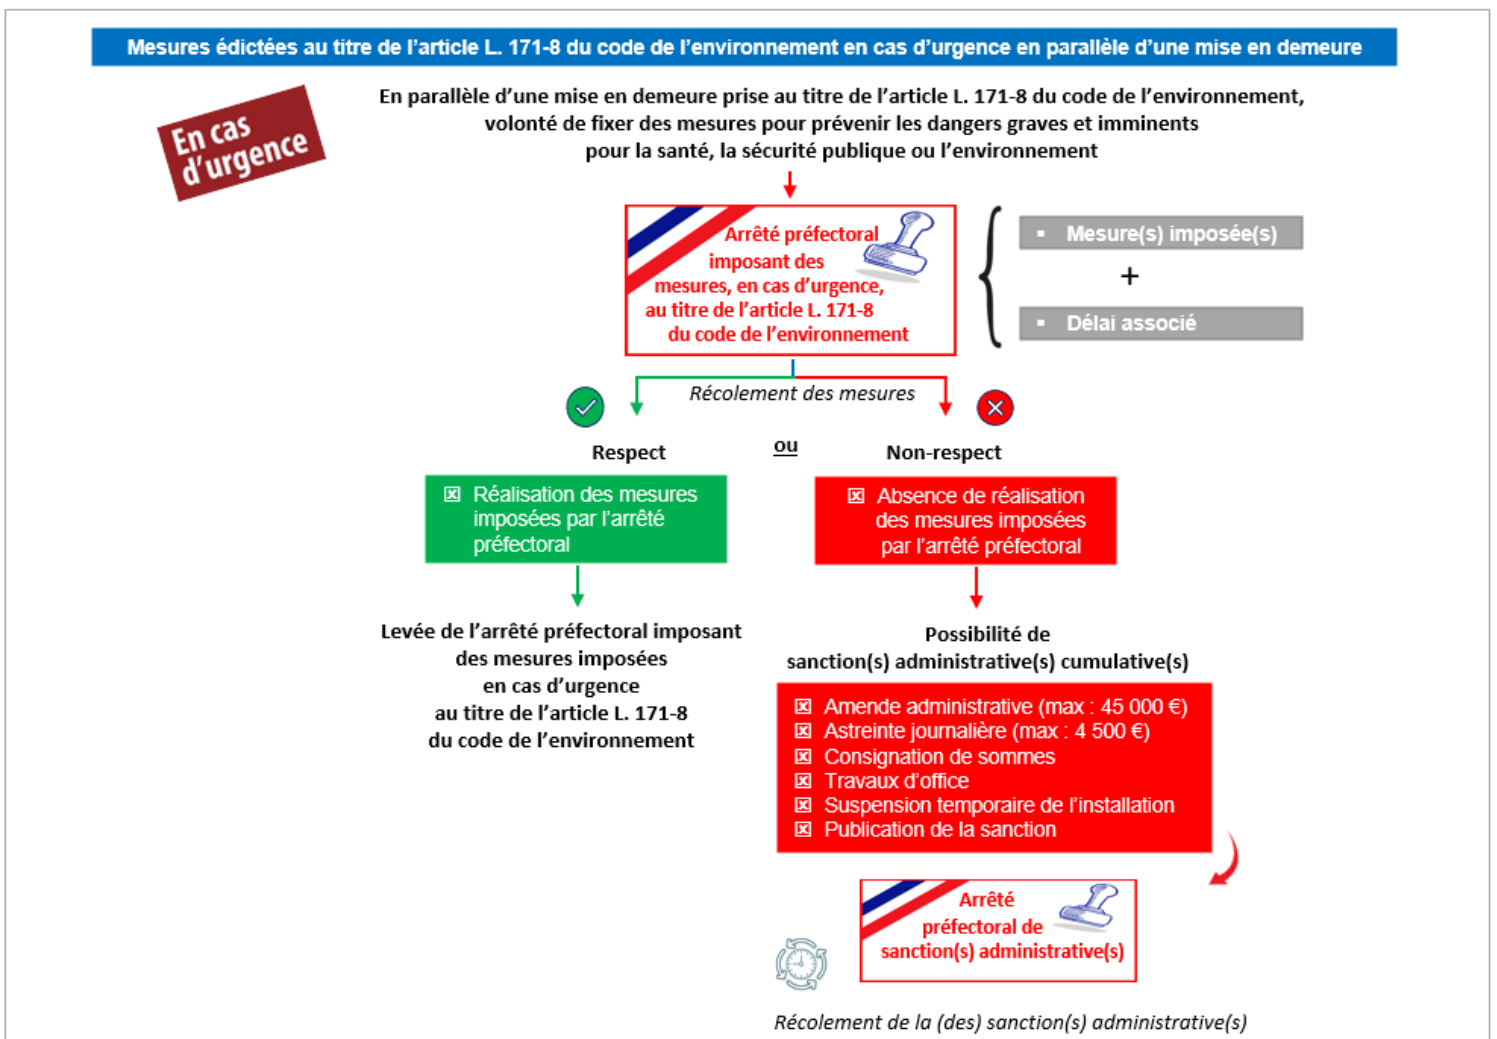 Mesures édictées au titre de l’article L. 171-8 du code de l’environnement en cas d’urgence en parallèle d’une mise en demeure
En cas
d’urgence
En parallèle d’une mise en demeure prise au titre de l’article L. 171-8 du code de l’environnement,
volonté de fixer des mesures pour prévenir les dangers graves et imminents
pour la santé, la sécurité publique ou l’environnement
Arrêté préfectoral
imposant des
mesures, en cas d’urgence,
au titre de l’article L. 171-8
du code de l’environnement
▪ Mesure(s) imposée(s)
+
▪ Délai associé
Récolement des mesures
Respect
ou
Non-respect
Réalisation des mesures
imposées par l’arrêté
préfectoral
Absence de réalisation
des mesures imposées
par l’arrêté préfectoral
Levée de l’arrêté préfectoral imposant
des mesures imposées
en cas d’urgence
au titre de l’article L. 171-8
du code de l’environnement
Possibilité de
sanction(s) administrative(s) cumulative(s)
Amende administrative (max : 45 000 €)
Astreinte journalière (max : 4 500 €)
Consignation de sommes
Travaux d’office
Suspension temporaire de l’installation
Publication de la sanction
Arrêté
préfectoral de
sanction(s) administrative(s)
Récolement de la (des) sanction(s) administrative(s)